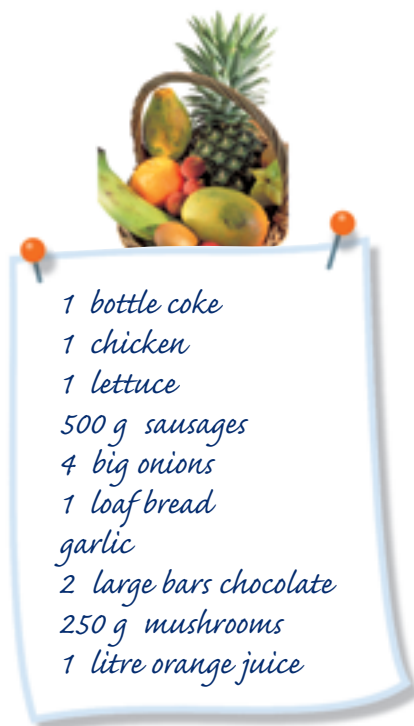 1 bottle coke
1 chicken
1 lettuce
500 g sausages
4 big onions
1 loaf bread
garlic
2 large bars chocolate
250 g mushrooms
1 litre orange juice